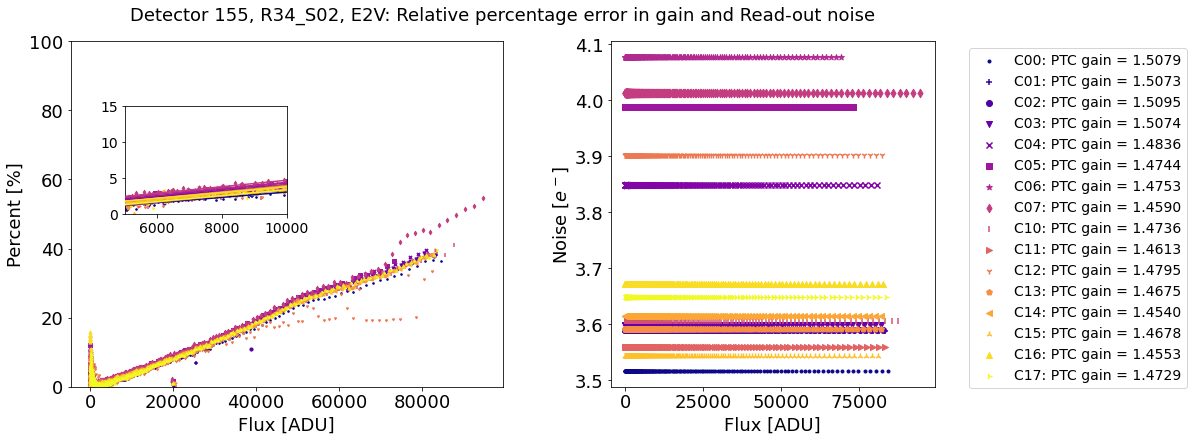 Detector 155, R34_S02, E2V: Relative percentage error in gain and Read-out noise
Percent [%]
100
80
60
40
20
0
15
10
5
0
6000 8000 10000
0 20000 40000 60000 80000
Flux [ADU]
Noise [e⁻]
4.1
4.0
3.9
3.8
3.7
3.6
3.5
0 25000 50000 75000
Flux [ADU]
C00: PTC gain = 1.5079
C01: PTC gain = 1.5073
C02: PTC gain = 1.5095
C03: PTC gain = 1.5074
C04: PTC gain = 1.4836
C05: PTC gain = 1.4744
C06: PTC gain = 1.4753
C07: PTC gain = 1.4590
C10: PTC gain = 1.4736
C11: PTC gain = 1.4613
C12: PTC gain = 1.4795
C13: PTC gain = 1.4675
C14: PTC gain = 1.4540
C15: PTC gain = 1.4678
C16: PTC gain = 1.4553
C17: PTC gain = 1.4729